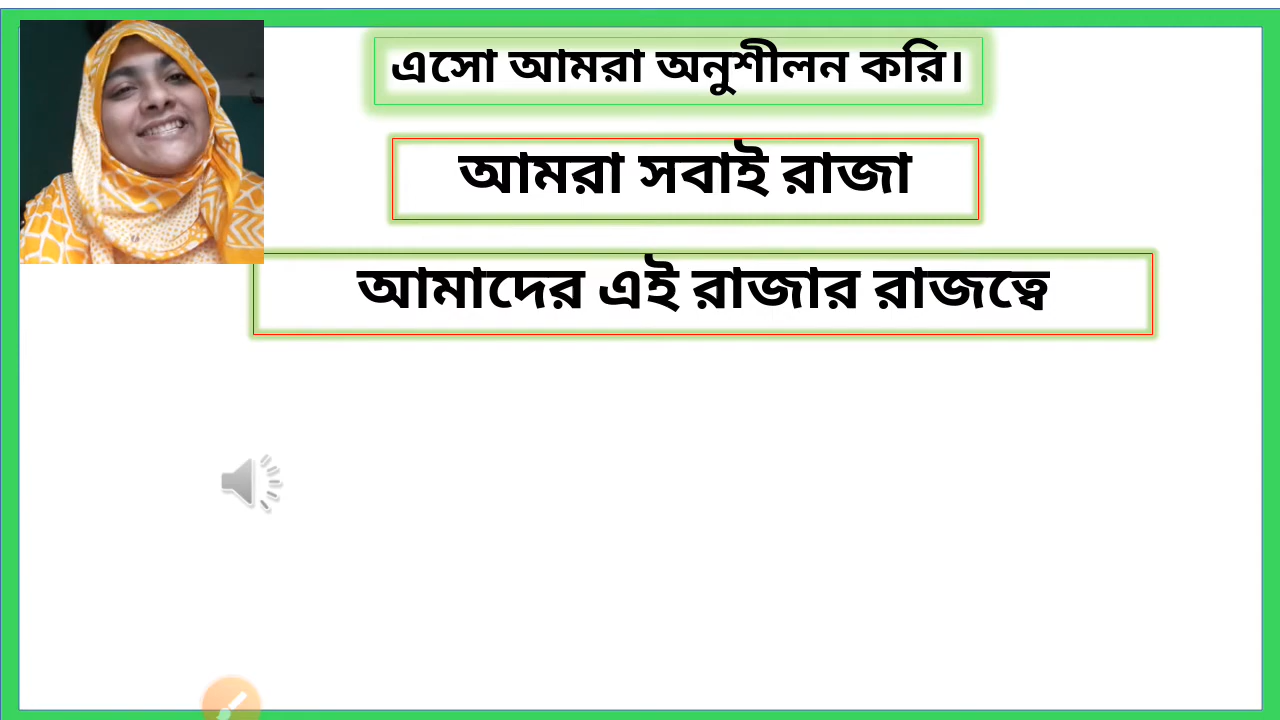 এসো আমরা অনুশীলন করি।
আমরা সবাই রাজা
আমাদের এই রাজার রাজত্বে